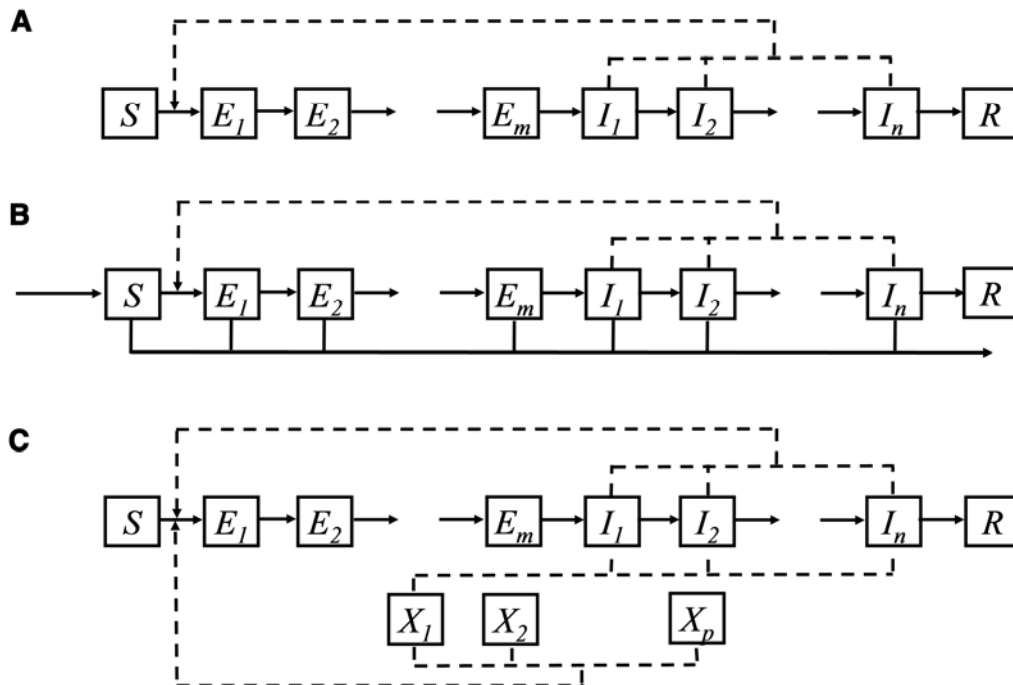 A
S E1 E2 Em I1 I2 In R
B
S E1 E2 Em I1 I2 In R
C
S E1 E2 Em I1 I2 In R
X1 X2 Xp